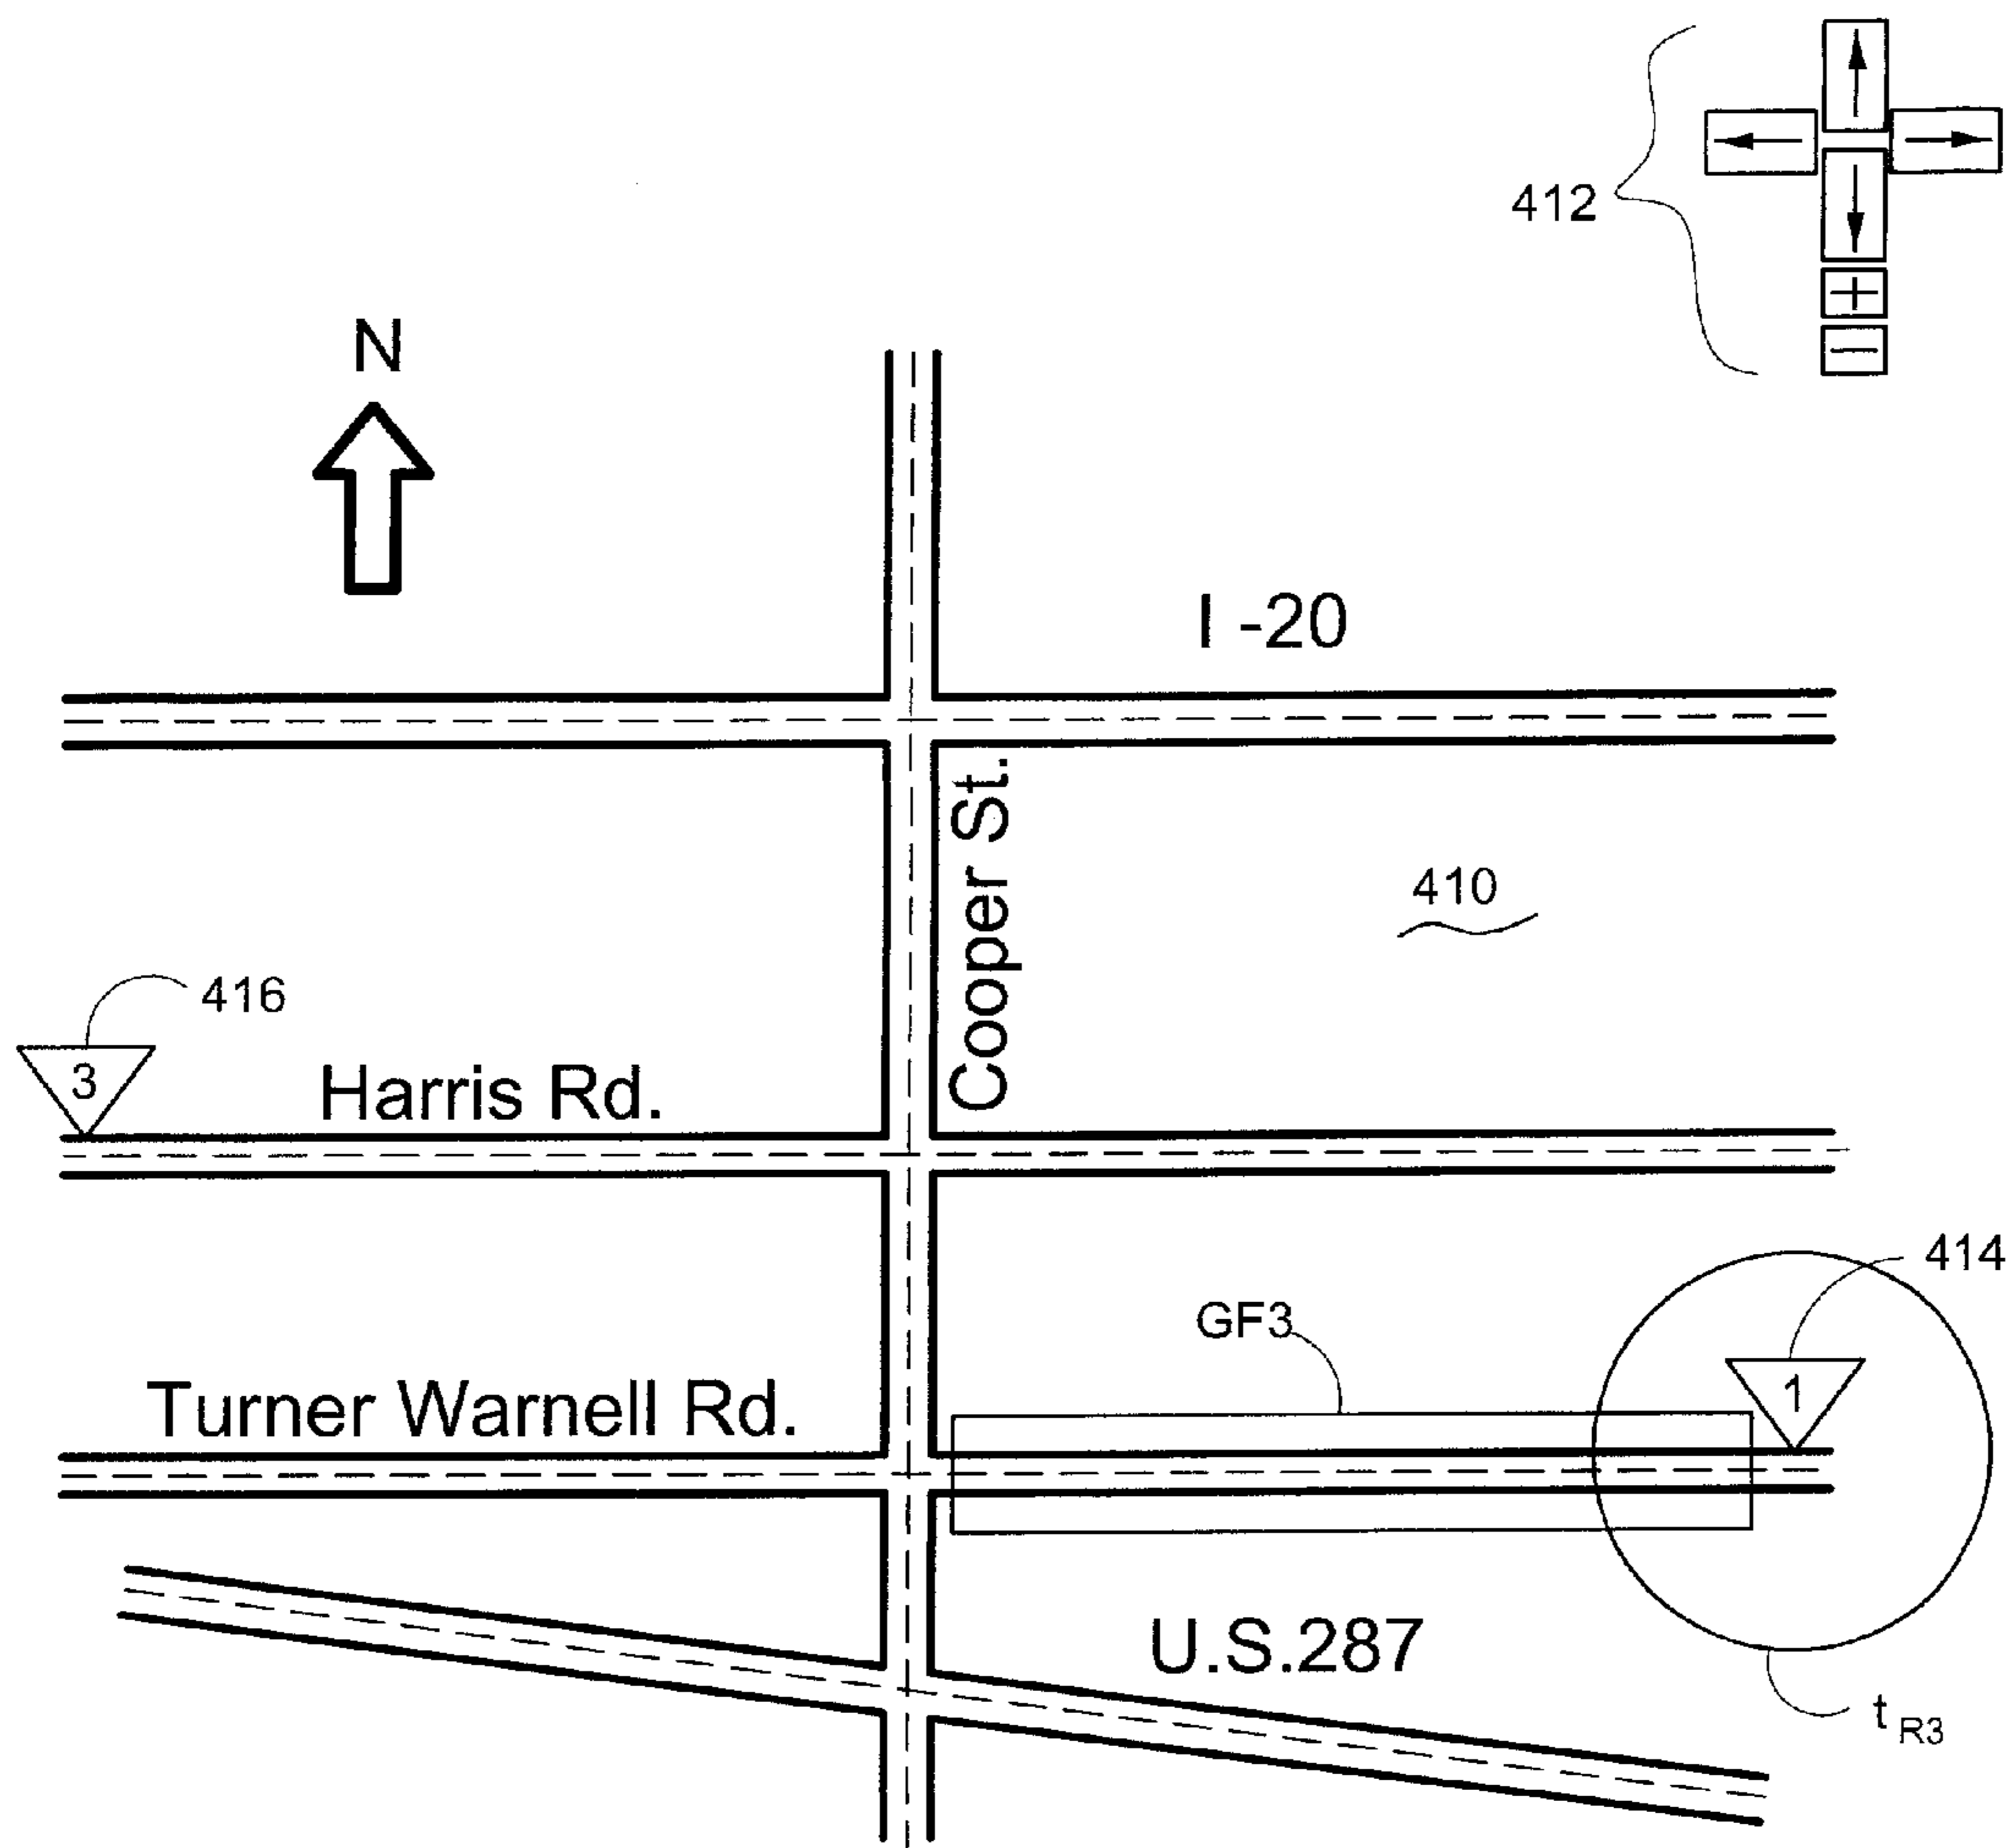 412
+
−
N
I -20
Cooper St.
410
416
3
Harris Rd.
414
GF3
1
Turner Warnell Rd.
U.S.287
t R3